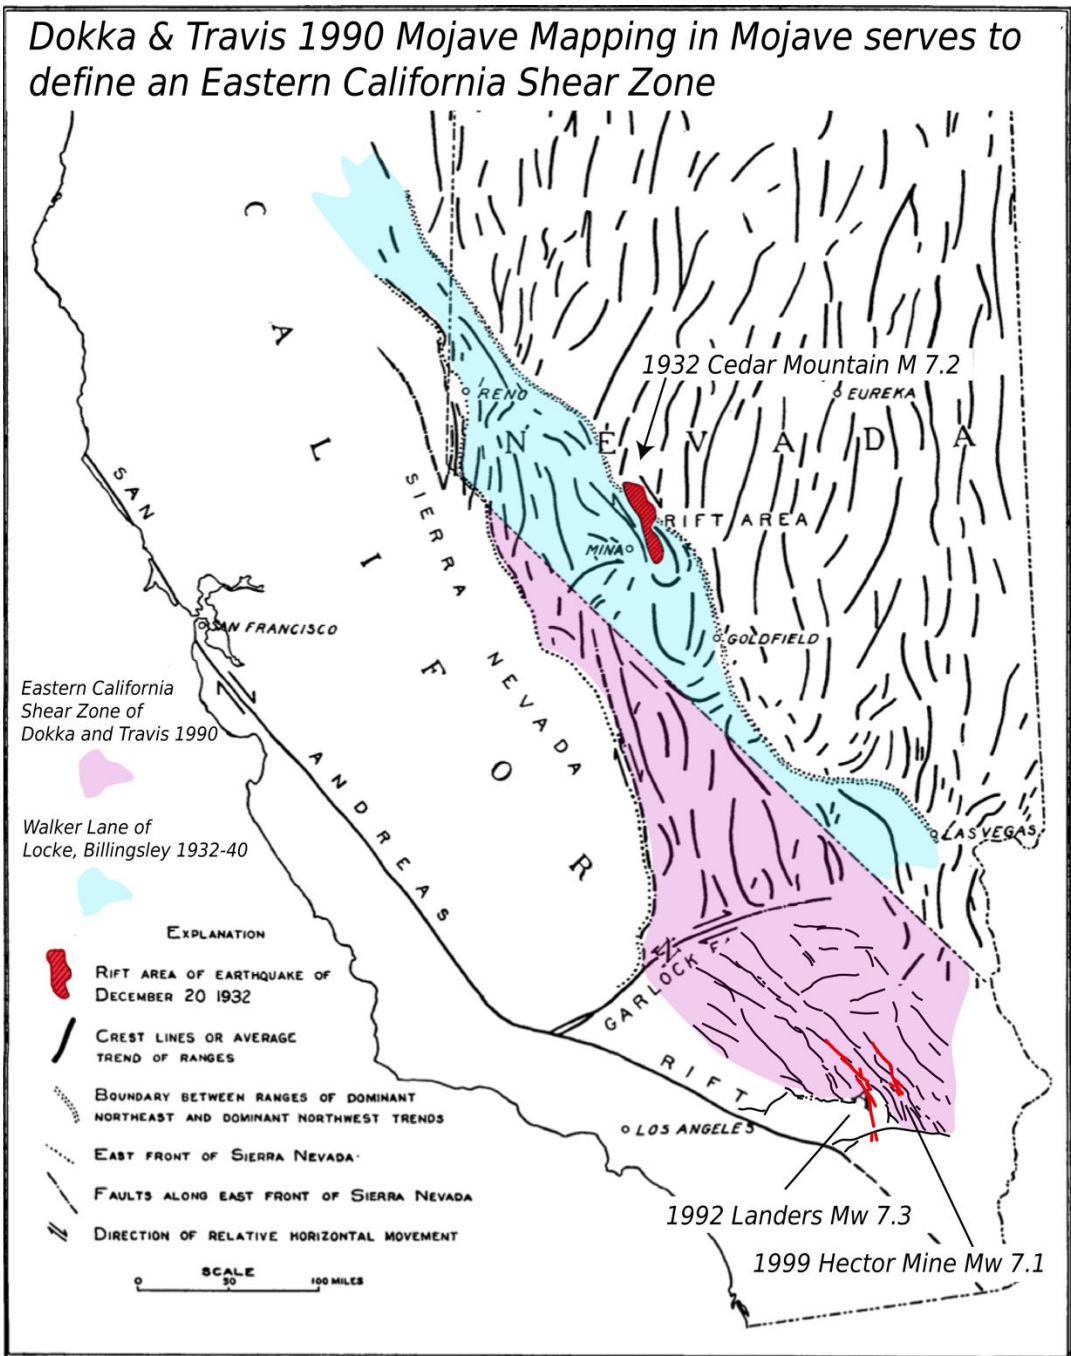 Dokka & Travis 1990 Mojave Mapping in Mojave serves to
define an Eastern California Shear Zone
CALIFOR
NEVADA
1932 Cedar Mountain M 7.2
RENO
EUREKA
RIFT AREA
MINA
SIERRA NEVADA
GOLDFIELD
SAN ANDREAS RIFT
SAN FRANCISCO
LAS VEGAS
GARLOCK F.
LOS ANGELES
1992 Landers Mw 7.3
1999 Hector Mine Mw 7.1
Eastern California
Shear Zone of
Dokka and Travis 1990
Walker Lane of
Locke, Billingsley 1932-40
EXPLANATION
RIFT AREA OF EARTHQUAKE OF
DECEMBER 20 1932
CREST LINES OR AVERAGE
TREND OF RANGES
BOUNDARY BETWEEN RANGES OF DOMINANT
NORTHEAST AND DOMINANT NORTHWEST TRENDS
EAST FRONT OF SIERRA NEVADA
FAULTS ALONG EAST FRONT OF SIERRA NEVADA
DIRECTION OF RELATIVE HORIZONTAL MOVEMENT
SCALE
0 50 100 MILES